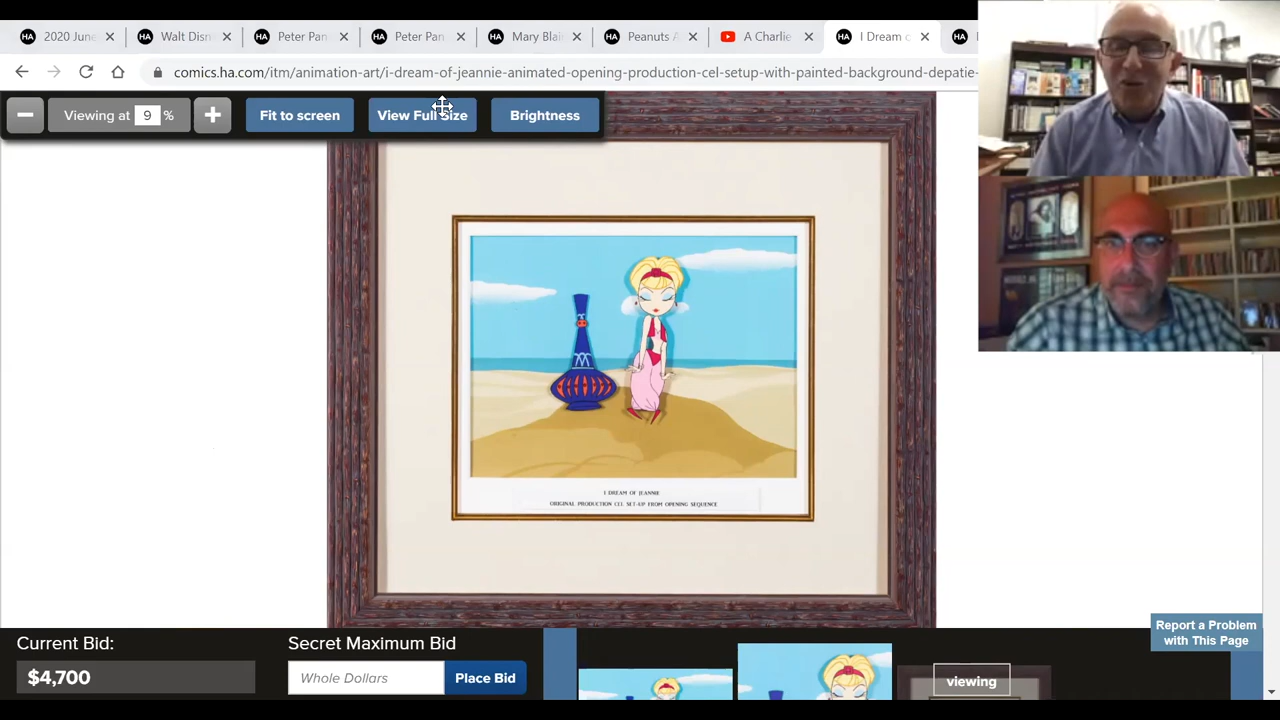 2020 June
Walt Disn
Peter Pan
Peter Pan
Mary Blai
Peanuts A
A Charlie
I Dream o
comics.ha.com/itm/animation-art/i-dream-of-jeannie-animated-opening-production-cel-setup-with-painted-background-depatie-
Viewing at 9 %
Fit to screen
View Full Size
Brightness
I DREAM OF JEANNIE
ORIGINAL PRODUCTION CEL SET-UP FROM OPENING SEQUENCE
Report a Problem
with This Page
Current Bid:
Secret Maximum Bid
$4,700
Whole Dollars
Place Bid
viewing